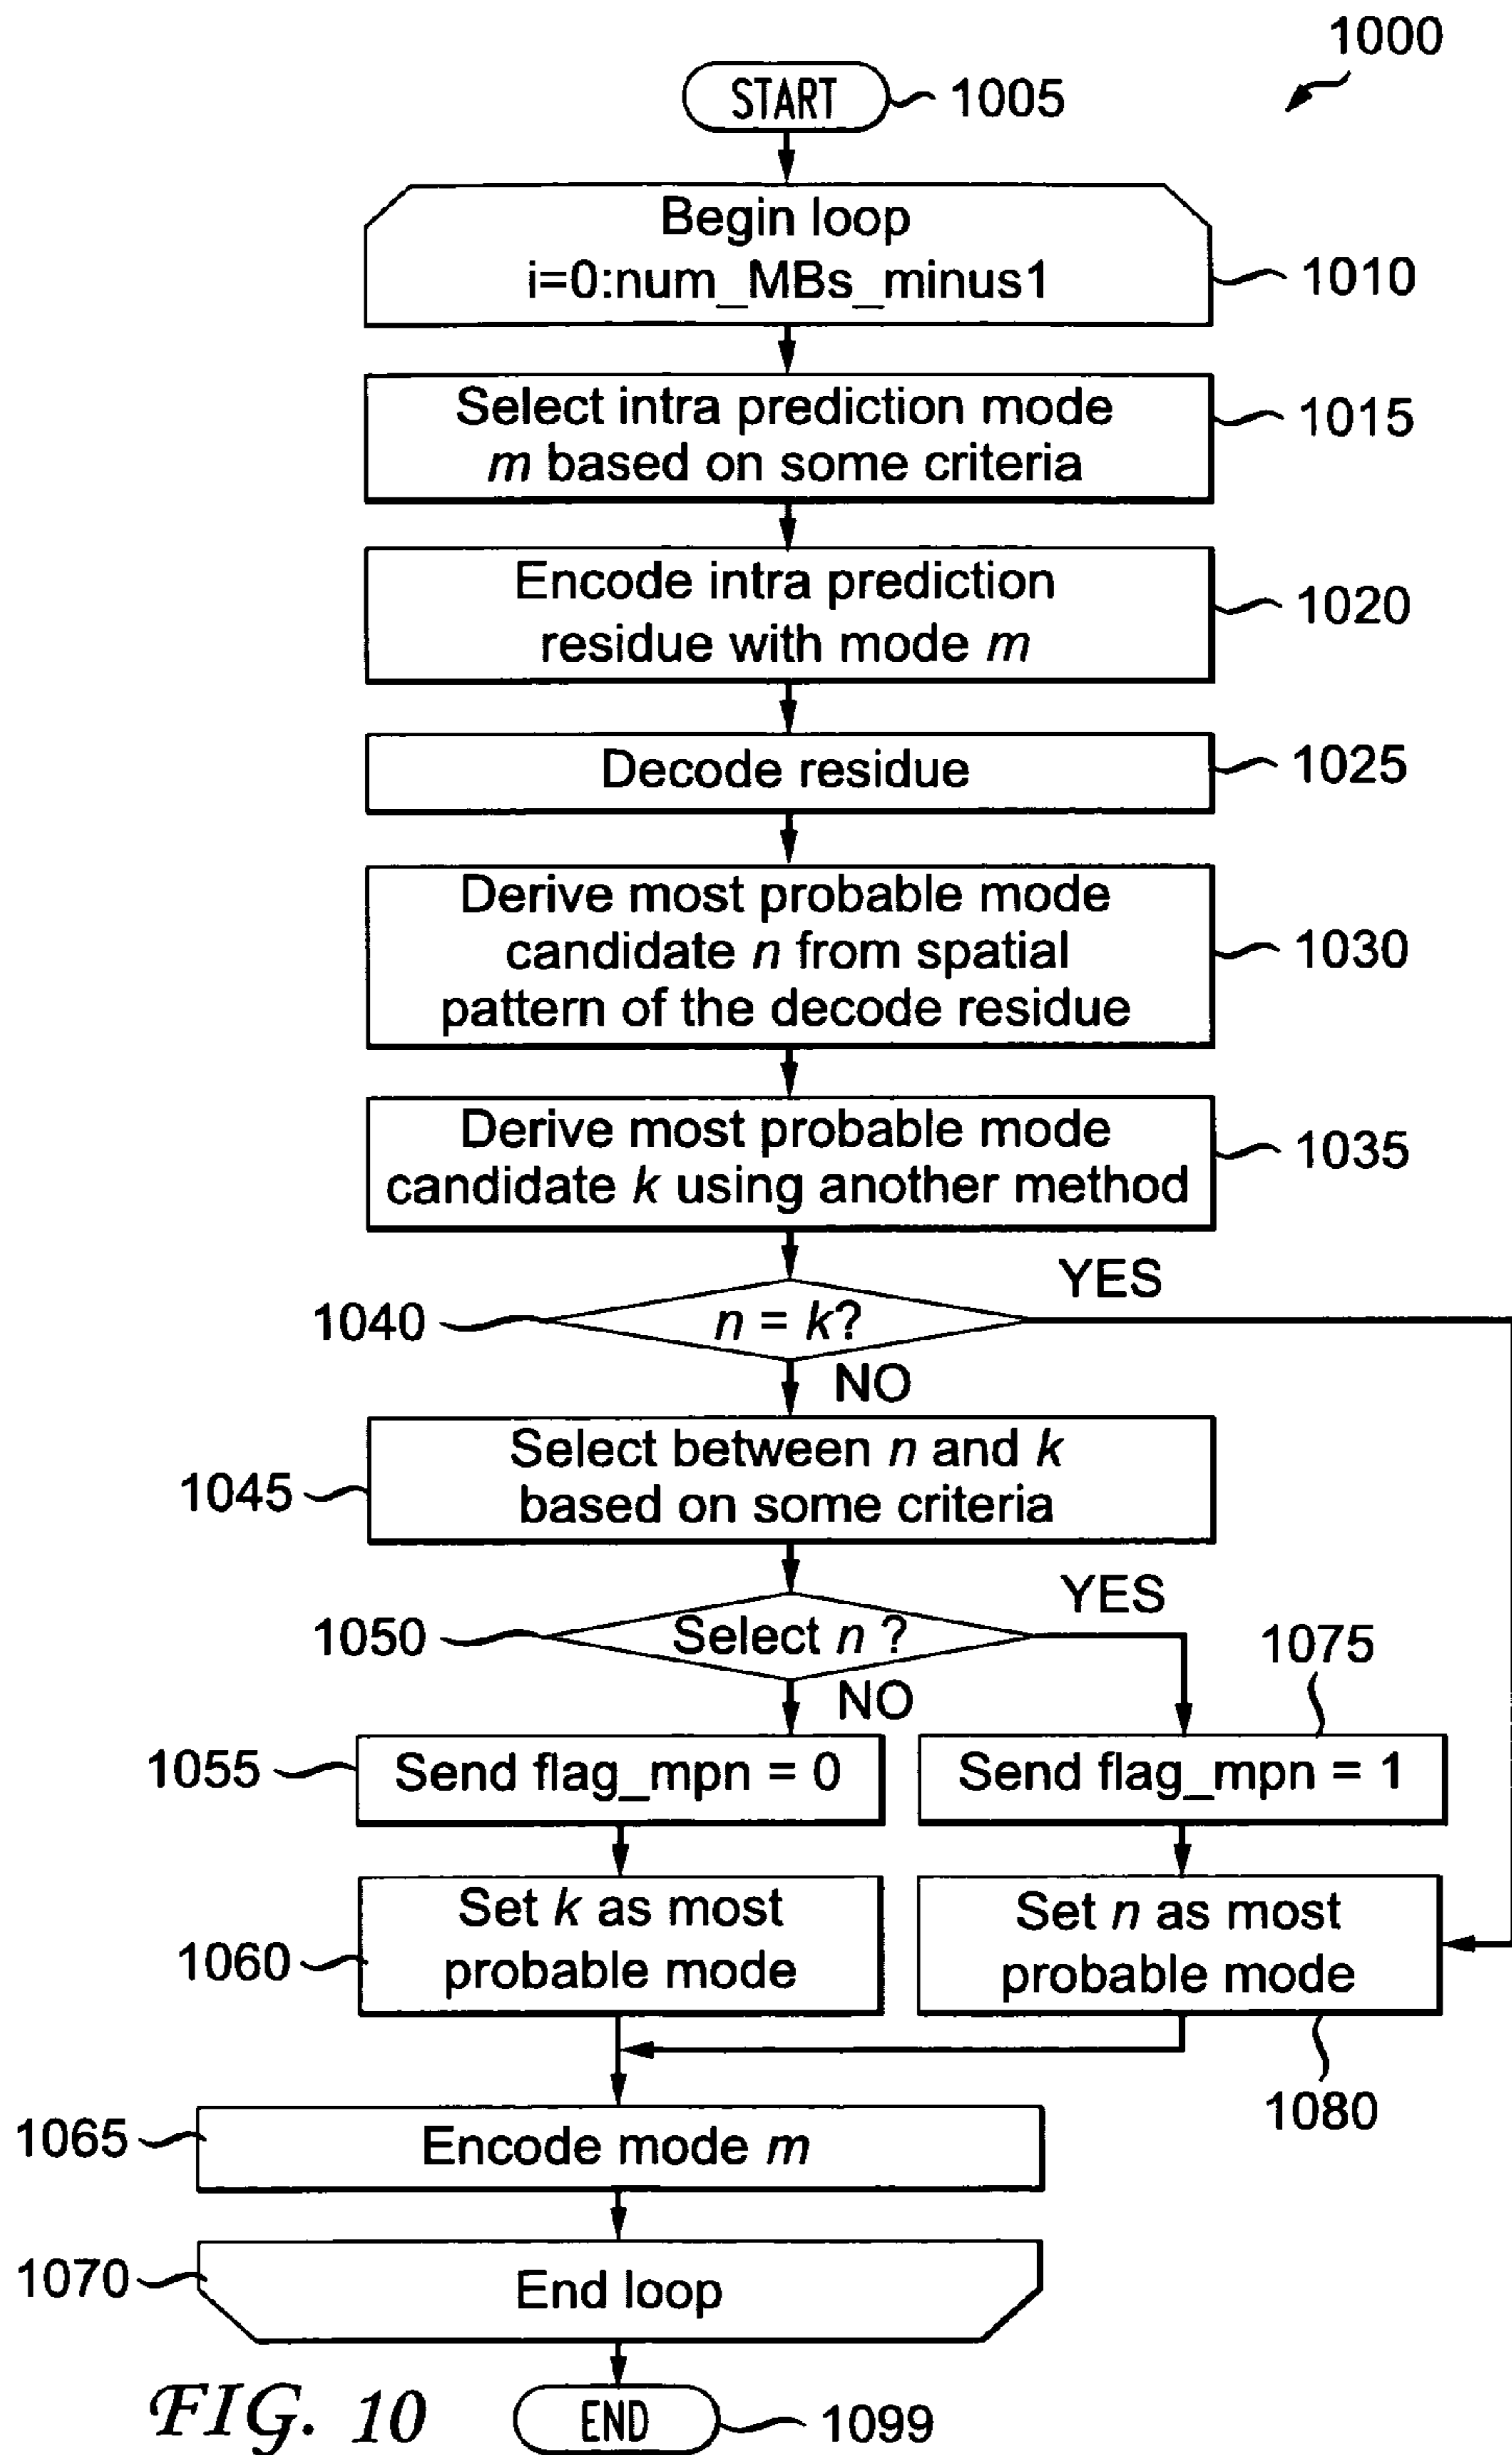 1000
START
1005
Begin loop
i=0:num_MBs_minus1
1010
Select intra prediction mode
m based on some criteria
1015
Encode intra prediction
residue with mode m
1020
Decode residue
1025
Derive most probable mode
candidate n from spatial
pattern of the decode residue
1030
Derive most probable mode
candidate k using another method
1035
YES
1040
n = k?
NO
Select between n and k
based on some criteria
1045
YES
1050
Select n ?
1075
NO
1055
Send flag_mpn = 0
Send flag_mpn = 1
Set k as most
probable mode
1060
Set n as most
probable mode
1080
1065
Encode mode m
1070
End loop
FIG. 10
END
1099